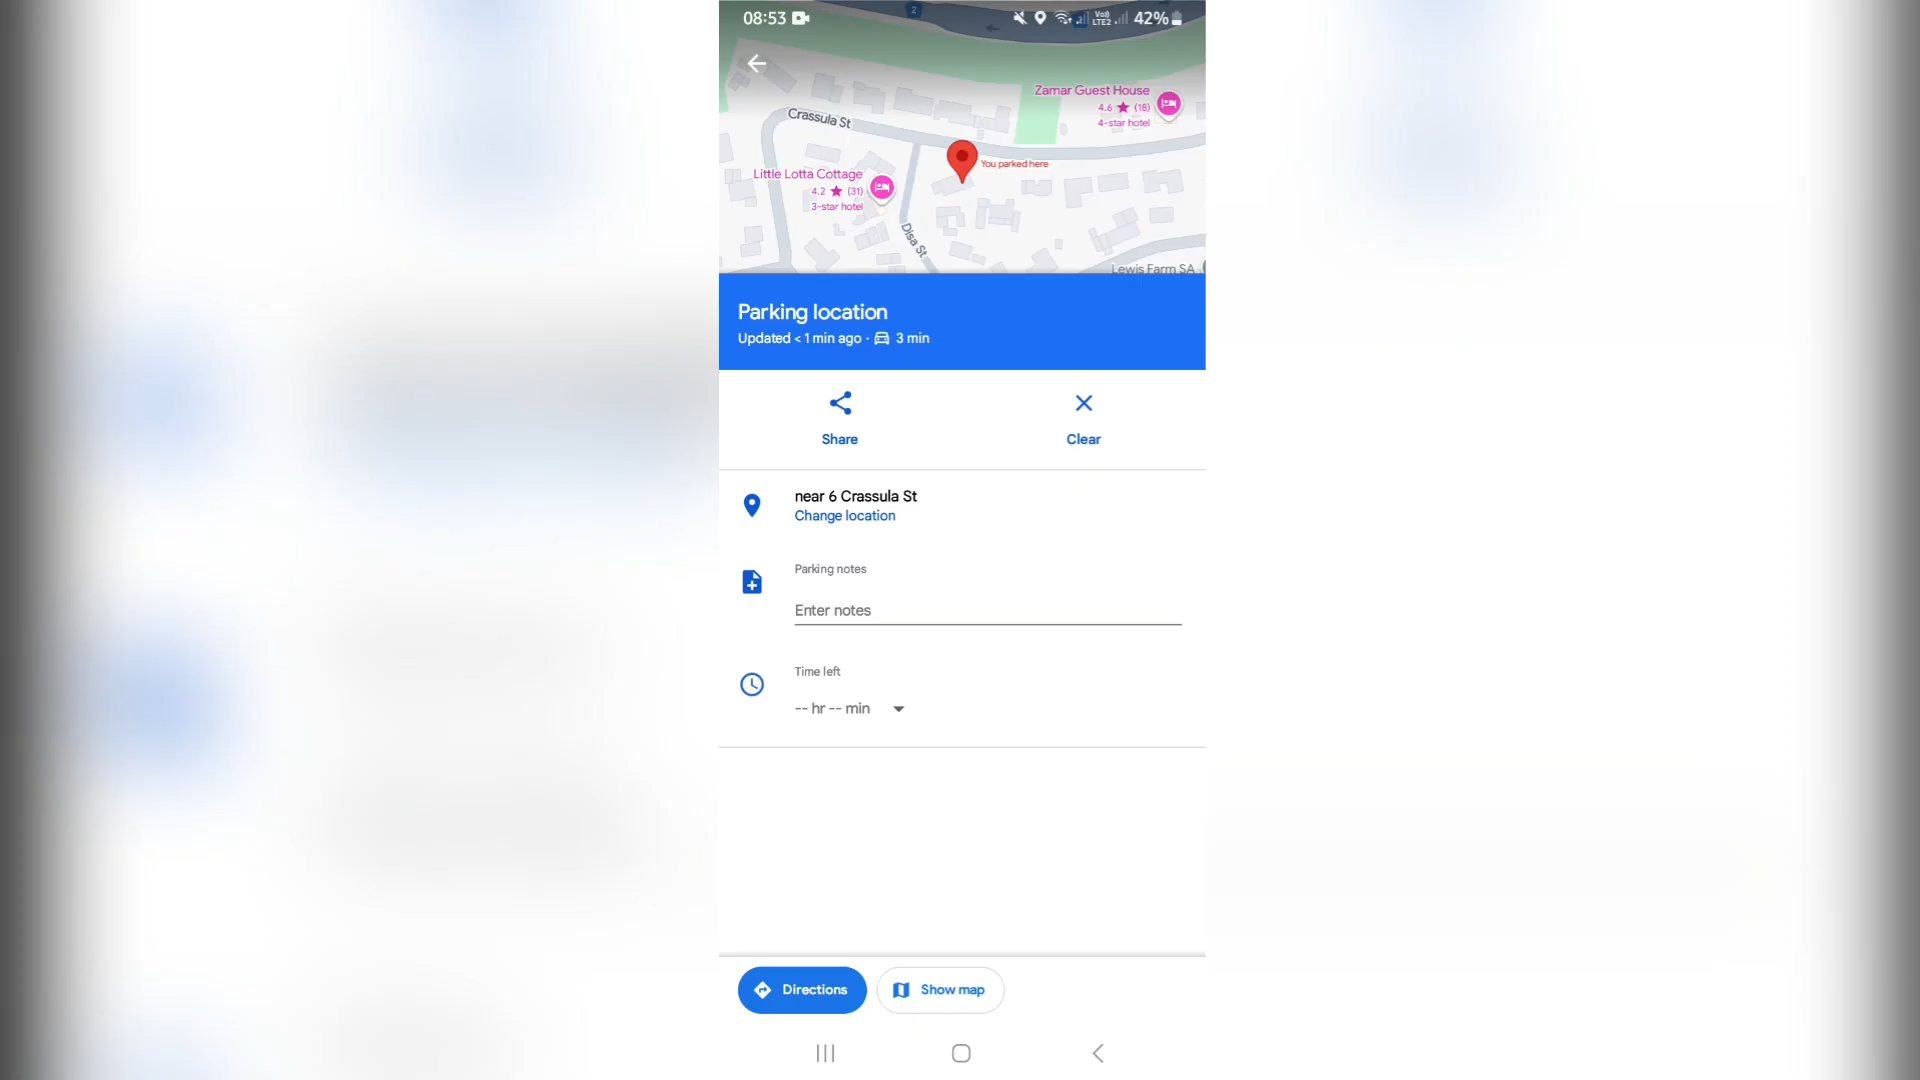 08:53
Vo))
LTE2
42%
2
Zamar Guest House
4.6 ★ (18)
4-star hotel
Crassula St
You parked here
Little Lotta Cottage
4.2 ★ (31)
3-star hotel
Disa St
Lewis Farm SA
Parking location
Updated < 1 min ago · 3 min
Share
Clear
near 6 Crassula St
Change location
Parking notes
Enter notes
Time left
-- hr -- min
Directions
Show map